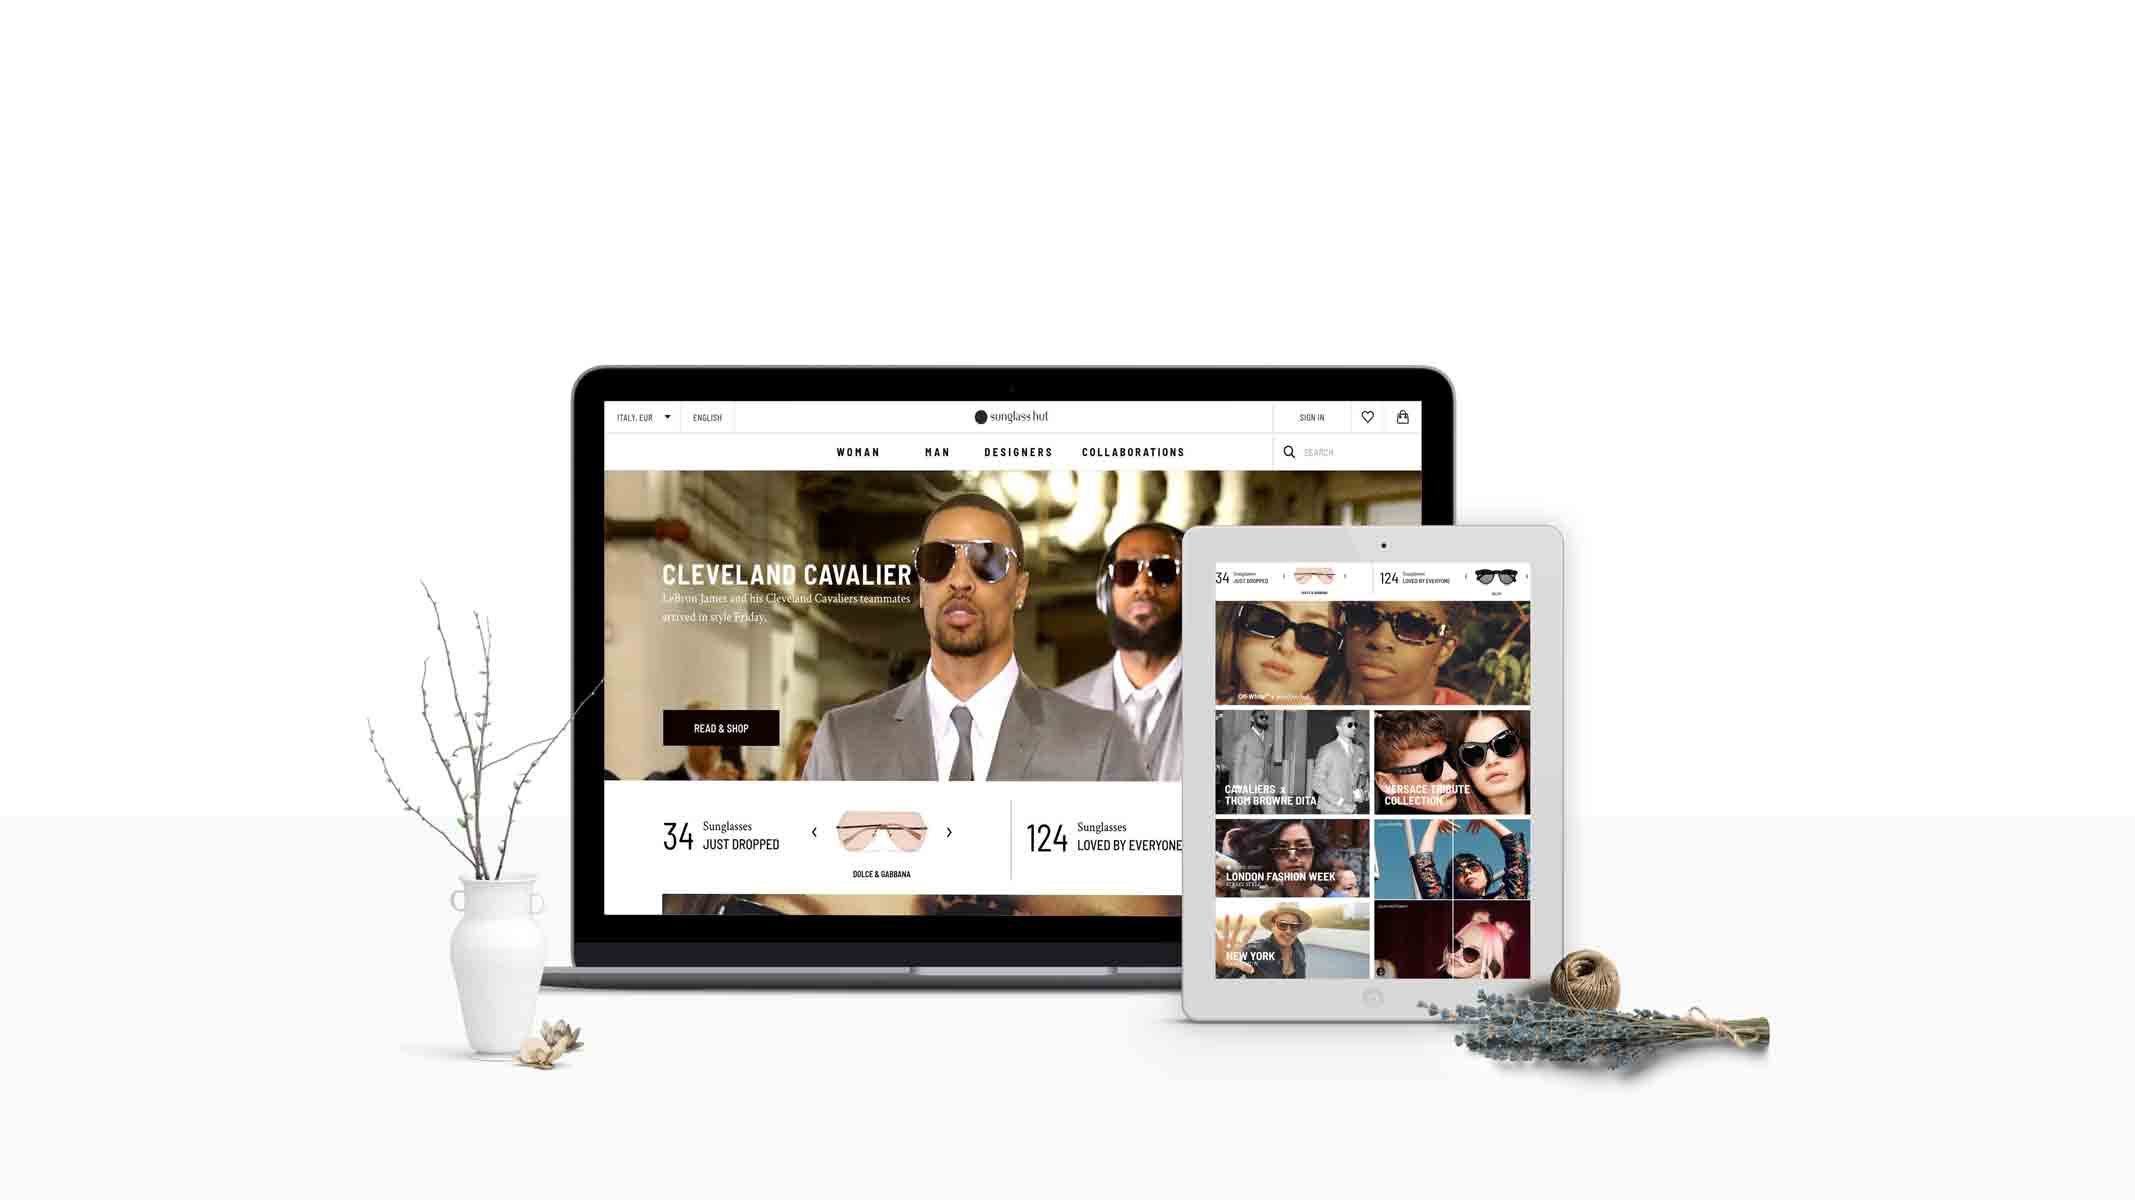 ITALY, EUR
ENGLISH
sunglass hut
SIGN IN
WOMAN
MAN
DESIGNERS
COLLABORATIONS
SEARCH
CLEVELAND CAVALIER
LeBron James and his Cleveland Cavaliers teammates
arrived in style Friday,
READ & SHOP
34
Sunglasses
JUST DROPPED
DOLCE & GABBANA
124
Sunglasses
LOVED BY EVERYONE
34
Sunglasses
JUST DROPPED
DOLCE & GABBANA
124
Sunglasses
LOVED BY EVERYONE
Off-White™ x
CAVALIERS x
THOM BROWNE DITA
VERSACE TRIBUTE
COLLECTION
LONDON FASHION WEEK
NEW YORK